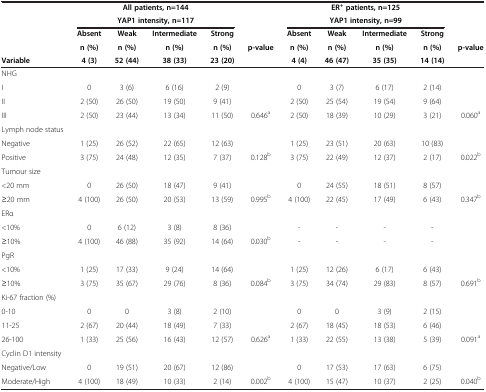 All patients, n=144 ER+ patients, n=125
YAP1 intensity, n=117 YAP1 intensity, n=99
Absent Weak Intermediate Strong Absent Weak Intermediate Strong
n (%) n (%) n (%) n (%) p-value n (%) n (%) n (%) n (%) p-value
Variable 4 (3) 52 (44) 38 (33) 23 (20) 4 (4) 46 (47) 35 (35) 14 (14)
NHG
I 0 3 (6) 6 (16) 2 (9) 0 3 (7) 6 (17) 2 (14)
II 2 (50) 26 (50) 19 (50) 9 (41) 2 (50) 25 (54) 19 (54) 9 (64)
III 2 (50) 23 (44) 13 (34) 11 (50) 0.646a 2 (50) 18 (39) 10 (29) 3 (21) 0.060a
Lymph node status
Negative 1 (25) 26 (52) 22 (65) 12 (63) 1 (25) 23 (51) 20 (63) 10 (83)
Positive 3 (75) 24 (48) 12 (35) 7 (37) 0.128b 3 (75) 22 (49) 12 (37) 2 (17) 0.022b
Tumour size
<20 mm 0 26 (50) 18 (47) 9 (41) 0 24 (55) 18 (51) 8 (57)
≥20 mm 4 (100) 26 (50) 20 (53) 13 (59) 0.995b 4 (100) 22 (45) 17 (49) 6 (43) 0.347b
ERα
<10% 0 6 (12) 3 (8) 8 (36) - - - -
≥10% 4 (100) 46 (88) 35 (92) 14 (64) 0.030b - - - -
PgR
<10% 1 (25) 17 (33) 9 (24) 14 (64) 1 (25) 12 (26) 6 (17) 6 (43)
≥10% 3 (75) 35 (67) 29 (76) 8 (36) 0.084b 3 (75) 34 (74) 29 (83) 8 (57) 0.691b
Ki-67 fraction (%)
0-10 0 0 3 (8) 2 (10) 0 0 3 (9) 2 (15)
11-25 2 (67) 20 (44) 18 (49) 7 (33) 2 (67) 18 (45) 18 (53) 6 (46)
26-100 1 (33) 25 (56) 16 (43) 12 (57) 0.626a 1 (33) 22 (55) 13 (38) 5 (39) 0.091a
Cyclin D1 intensity
Negative/Low 0 19 (51) 20 (67) 12 (86) 0 17 (53) 17 (63) 6 (75)
Moderate/High 4 (100) 18 (49) 10 (33) 2 (14) 0.002b 4 (100) 15 (47) 10 (37) 2 (25) 0.040b